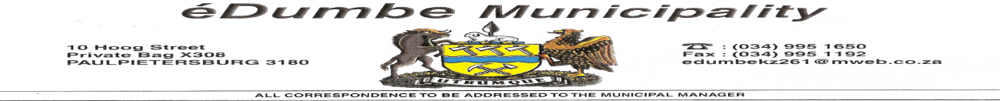 éDumbe Municipality
10 Hoog Street
Private Bag X308
PAULPIETERSBURG 3180
☎ : (034) 995 1650
Fax : (034) 995 1192
edumbekz261@mweb.co.za
UTRUMQUE
ALL CORRESPONDENCE TO BE ADDRESSED TO THE MUNICIPAL MANAGER